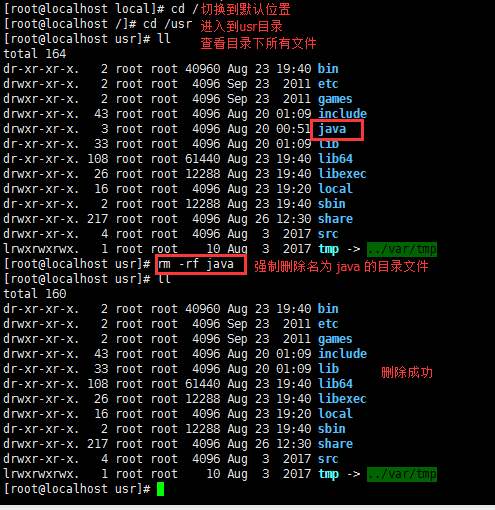 [root@localhost local]# cd / 切换到默认位置
[root@localhost /]# cd /usr 进入到usr目录
[root@localhost usr]# ll 查看目录下所有文件
total 164
dr-xr-xr-x. 2 root root 40960 Aug 23 19:40 bin
drwxr-xr-x. 2 root root 4096 Sep 23 2011 etc
drwxr-xr-x. 2 root root 4096 Sep 23 2011 games
drwxr-xr-x. 43 root root 4096 Aug 20 01:09 include
drwxr-xr-x. 3 root root 4096 Aug 20 00:51 java
dr-xr-xr-x. 33 root root 4096 Aug 20 01:09 lib
dr-xr-xr-x. 108 root root 61440 Aug 23 19:40 lib64
drwxr-xr-x. 26 root root 12288 Aug 23 19:40 libexec
drwxr-xr-x. 16 root root 4096 Aug 23 19:20 local
dr-xr-xr-x. 2 root root 12288 Aug 23 19:40 sbin
drwxr-xr-x. 217 root root 4096 Aug 26 12:30 share
drwxr-xr-x. 4 root root 4096 Aug 3 2017 src
lrwxrwxrwx. 1 root root 10 Aug 3 2017 tmp -> ../var/tmp
[root@localhost usr]# rm -rf java 强制删除名为 java 的目录文件
[root@localhost usr]# ll
total 160
dr-xr-xr-x. 2 root root 40960 Aug 23 19:40 bin
drwxr-xr-x. 2 root root 4096 Sep 23 2011 etc
drwxr-xr-x. 2 root root 4096 Sep 23 2011 games
drwxr-xr-x. 43 root root 4096 Aug 20 01:09 include
dr-xr-xr-x. 33 root root 4096 Aug 20 01:09 lib 删除成功
dr-xr-xr-x. 108 root root 61440 Aug 23 19:40 lib64
drwxr-xr-x. 26 root root 12288 Aug 23 19:40 libexec
drwxr-xr-x. 16 root root 4096 Aug 23 19:20 local
dr-xr-xr-x. 2 root root 12288 Aug 23 19:40 sbin
drwxr-xr-x. 217 root root 4096 Aug 26 12:30 share
drwxr-xr-x. 4 root root 4096 Aug 3 2017 src
lrwxrwxrwx. 1 root root 10 Aug 3 2017 tmp -> ../var/tmp
[root@localhost usr]#